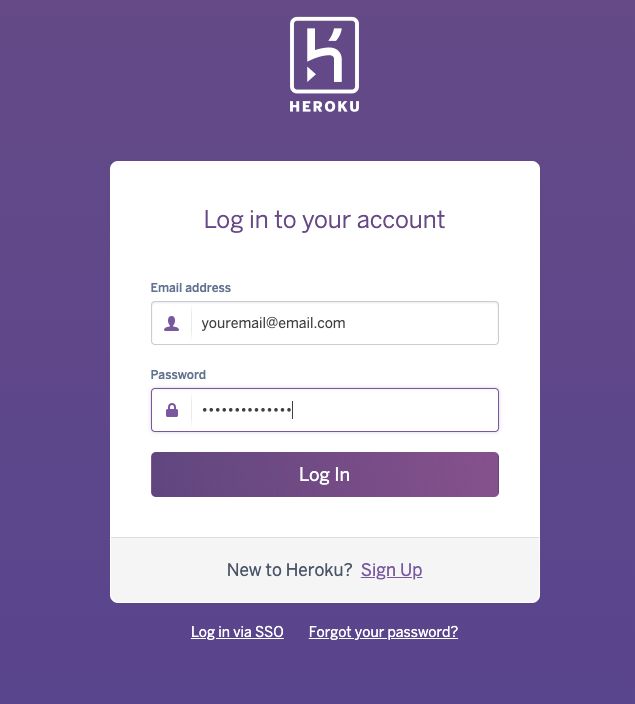 HEROKU
Log in to your account
Email address
youremail@email.com
Password
••••••••••••••
Log In
New to Heroku? Sign Up
Log in via SSO Forgot your password?